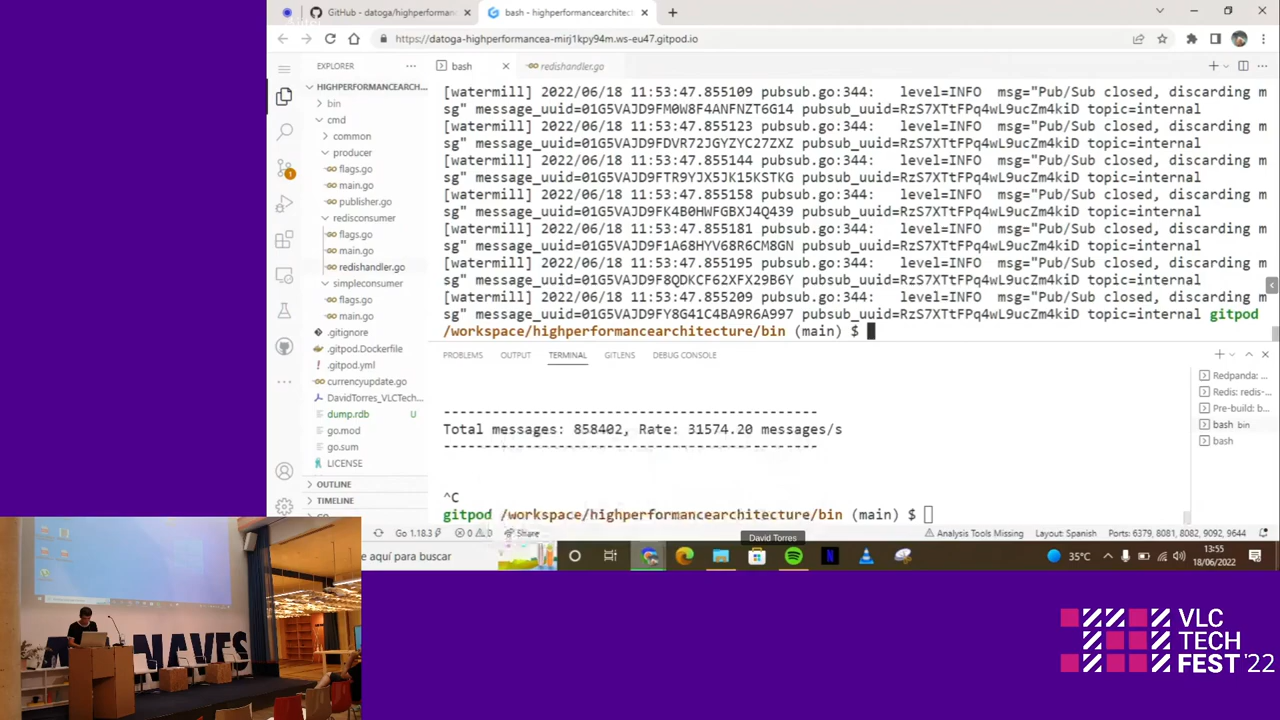 GitHub - datoga/highperforman
bash - highperformancearchitec
https://datoga-highperformancea-mirj1kpy94m.ws-eu47.gitpod.io
EXPLORER
bash
redishandler.go
HIGHPERFORMANCEARCH...
bin
cmd
common
producer
flags.go
main.go
publisher.go
redisconsumer
flags.go
main.go
redishandler.go
simpleconsumer
flags.go
main.go
.gitignore
.gitpod.Dockerfile
.gitpod.yml
currencyupdate.go
DavidTorres_VLCTech...
dump.rdb U
go.mod
go.sum
LICENSE
OUTLINE
TIMELINE
[watermill] 2022/06/18 11:53:47.855109 pubsub.go:344: level=INFO msg="Pub/Sub closed, discarding m
sg" message_uuid=01G5VAJD9FM0W8F4ANFNZT6G14 pubsub_uuid=RzS7XTtFPq4wL9ucZm4kiD topic=internal
[watermill] 2022/06/18 11:53:47.855123 pubsub.go:344: level=INFO msg="Pub/Sub closed, discarding m
sg" message_uuid=01G5VAJD9FDVR72JGYZYC27ZXZ pubsub_uuid=RzS7XTtFPq4wL9ucZm4kiD topic=internal
[watermill] 2022/06/18 11:53:47.855144 pubsub.go:344: level=INFO msg="Pub/Sub closed, discarding m
sg" message_uuid=01G5VAJD9FTR9YJX5JK15KSTKG pubsub_uuid=RzS7XTtFPq4wL9ucZm4kiD topic=internal
[watermill] 2022/06/18 11:53:47.855158 pubsub.go:344: level=INFO msg="Pub/Sub closed, discarding m
sg" message_uuid=01G5VAJD9FK4B0HWFGBXJ4Q439 pubsub_uuid=RzS7XTtFPq4wL9ucZm4kiD topic=internal
[watermill] 2022/06/18 11:53:47.855181 pubsub.go:344: level=INFO msg="Pub/Sub closed, discarding m
sg" message_uuid=01G5VAJD9F1A68HYV68R6CM8GN pubsub_uuid=RzS7XTtFPq4wL9ucZm4kiD topic=internal
[watermill] 2022/06/18 11:53:47.855195 pubsub.go:344: level=INFO msg="Pub/Sub closed, discarding m
sg" message_uuid=01G5VAJD9F8QDKCF62XFX29B6Y pubsub_uuid=RzS7XTtFPq4wL9ucZm4kiD topic=internal
[watermill] 2022/06/18 11:53:47.855209 pubsub.go:344: level=INFO msg="Pub/Sub closed, discarding m
sg" message_uuid=01G5VAJD9FY8G41C4BA9R6A997 pubsub_uuid=RzS7XTtFPq4wL9ucZm4kiD topic=internal gitpod
/workspace/highperformancearchitecture/bin (main) $
PROBLEMS OUTPUT TERMINAL GITLENS DEBUG CONSOLE
---------------------------------------------
Total messages: 858402, Rate: 31574.20 messages/s
---------------------------------------------
^C
gitpod /workspace/highperformancearchitecture/bin (main) $
Redpanda: ...
Redis: redis-...
Pre-build: b...
bash bin
bash
Go 1.18.3 0 0 Share Analysis Tools Missing Layout: Spanish Ports: 6379, 8081, 8082, 9092, 9644
David Torres
e aquí para buscar
35°C
13:55
18/06/2022
NAVES
VLC
TECH
FEST '22